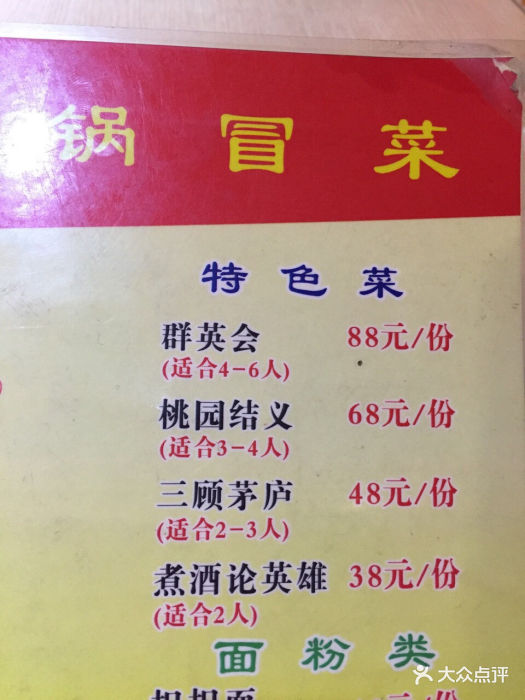 锅 冒 菜
特色菜
群英会 88元/份
(适合4-6人)
桃园结义 68元/份
(适合3-4人)
三顾茅庐 48元/份
(适合2-3人)
煮酒论英雄 38元/份
(适合2人)
面粉类
大众点评